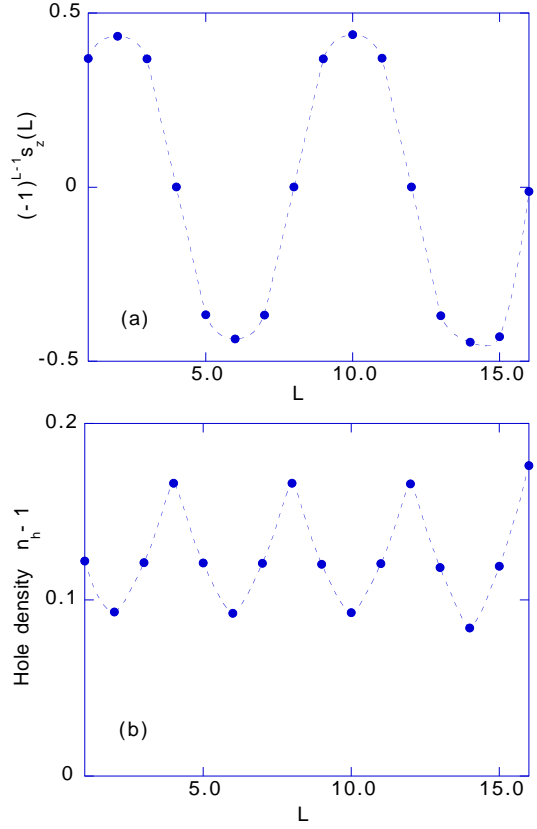 0.5
(-1)^{L-1} s_z(L)
0
(a)
-0.5
5.0 10.0 15.0
L
0.2
Hole density n_h - 1
0.1
(b)
0
5.0 10.0 15.0
L